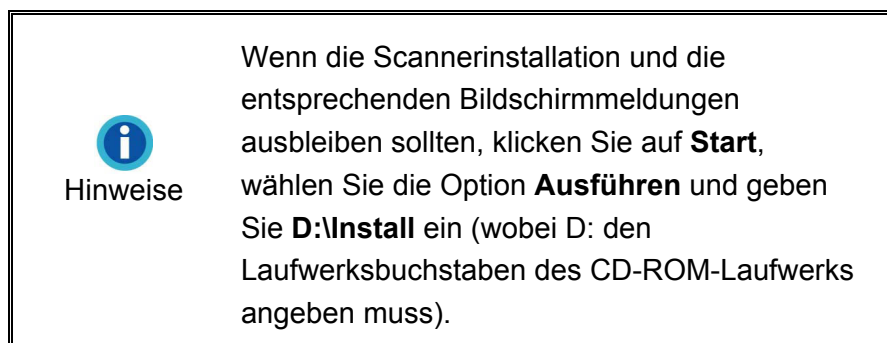 Wenn die Scannerinstallation und die
entsprechenden Bildschirmmeldungen
ausbleiben sollten, klicken Sie auf Start,
wählen Sie die Option Ausführen und geben
Sie D:\Install ein (wobei D: den
Laufwerksbuchstaben des CD-ROM-Laufwerks
angeben muss).
Hinweise